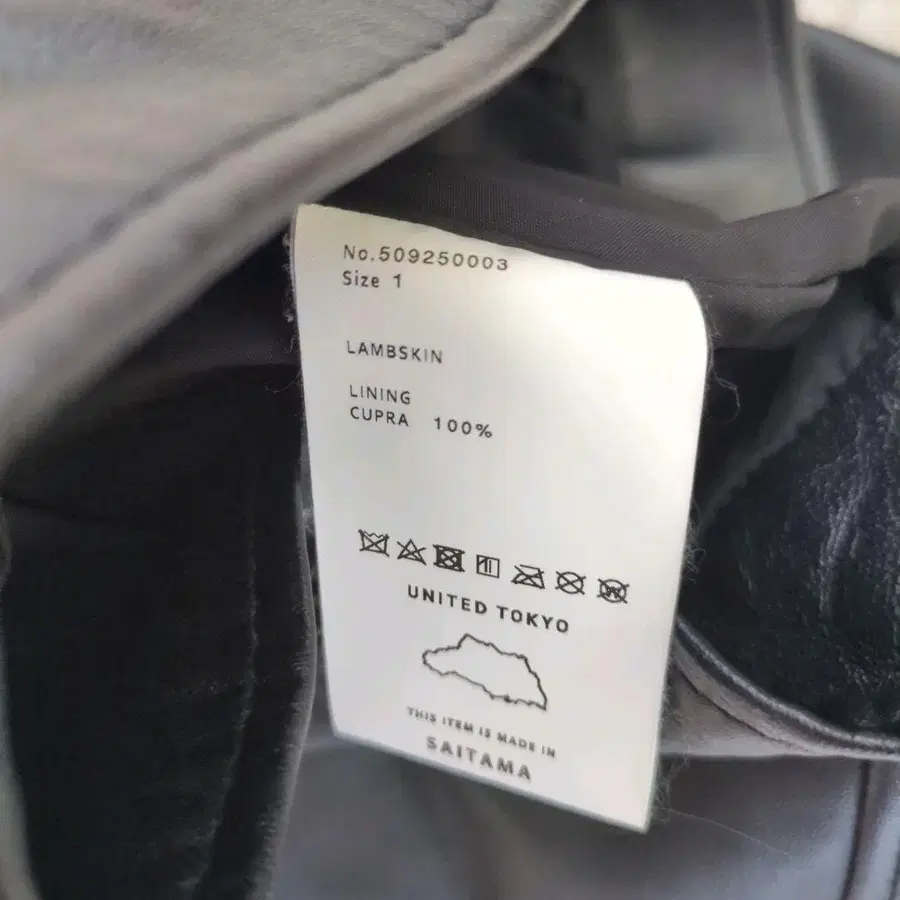 No.509250003
Size 1
LAMBSKIN
LINING
CUPRA 100%
UNITED TOKYO
THIS ITEM IS MADE IN
SAITAMA